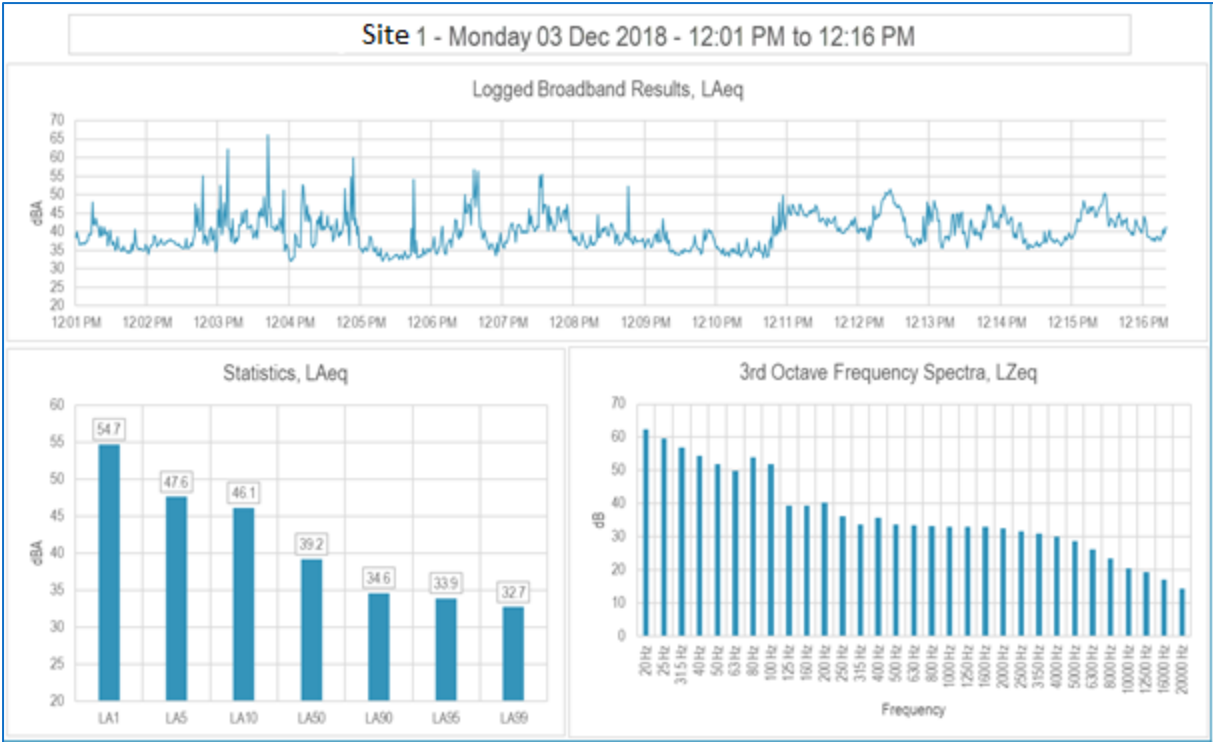 Site 1 - Monday 03 Dec 2018 - 12:01 PM to 12:16 PM
Logged Broadband Results, LAeq
70
65
60
55
50
45
40
35
30
25
20
dBA
12:01 PM 12:02 PM 12:03 PM 12:04 PM 12:05 PM 12:06 PM 12:07 PM 12:08 PM 12:09 PM 12:10 PM 12:11 PM 12:12 PM 12:13 PM 12:14 PM 12:15 PM 12:16 PM
Statistics, LAeq
60
55
50
45
40
35
30
25
20
dBA
54.7
47.6
46.1
39.2
34.6
33.9
32.7
LA1 LA5 LA10 LA50 LA90 LA95 LA99
3rd Octave Frequency Spectra, LZeq
70
60
50
40
30
20
10
0
dB
20 Hz
25 Hz
31.5 Hz
40 Hz
50 Hz
63 Hz
80 Hz
100 Hz
125 Hz
160 Hz
200 Hz
250 Hz
315 Hz
400 Hz
500 Hz
630 Hz
800 Hz
1000 Hz
1250 Hz
1600 Hz
2000 Hz
2500 Hz
3150 Hz
4000 Hz
5000 Hz
6300 Hz
8000 Hz
10000 Hz
12500 Hz
16000 Hz
20000 Hz
Frequency